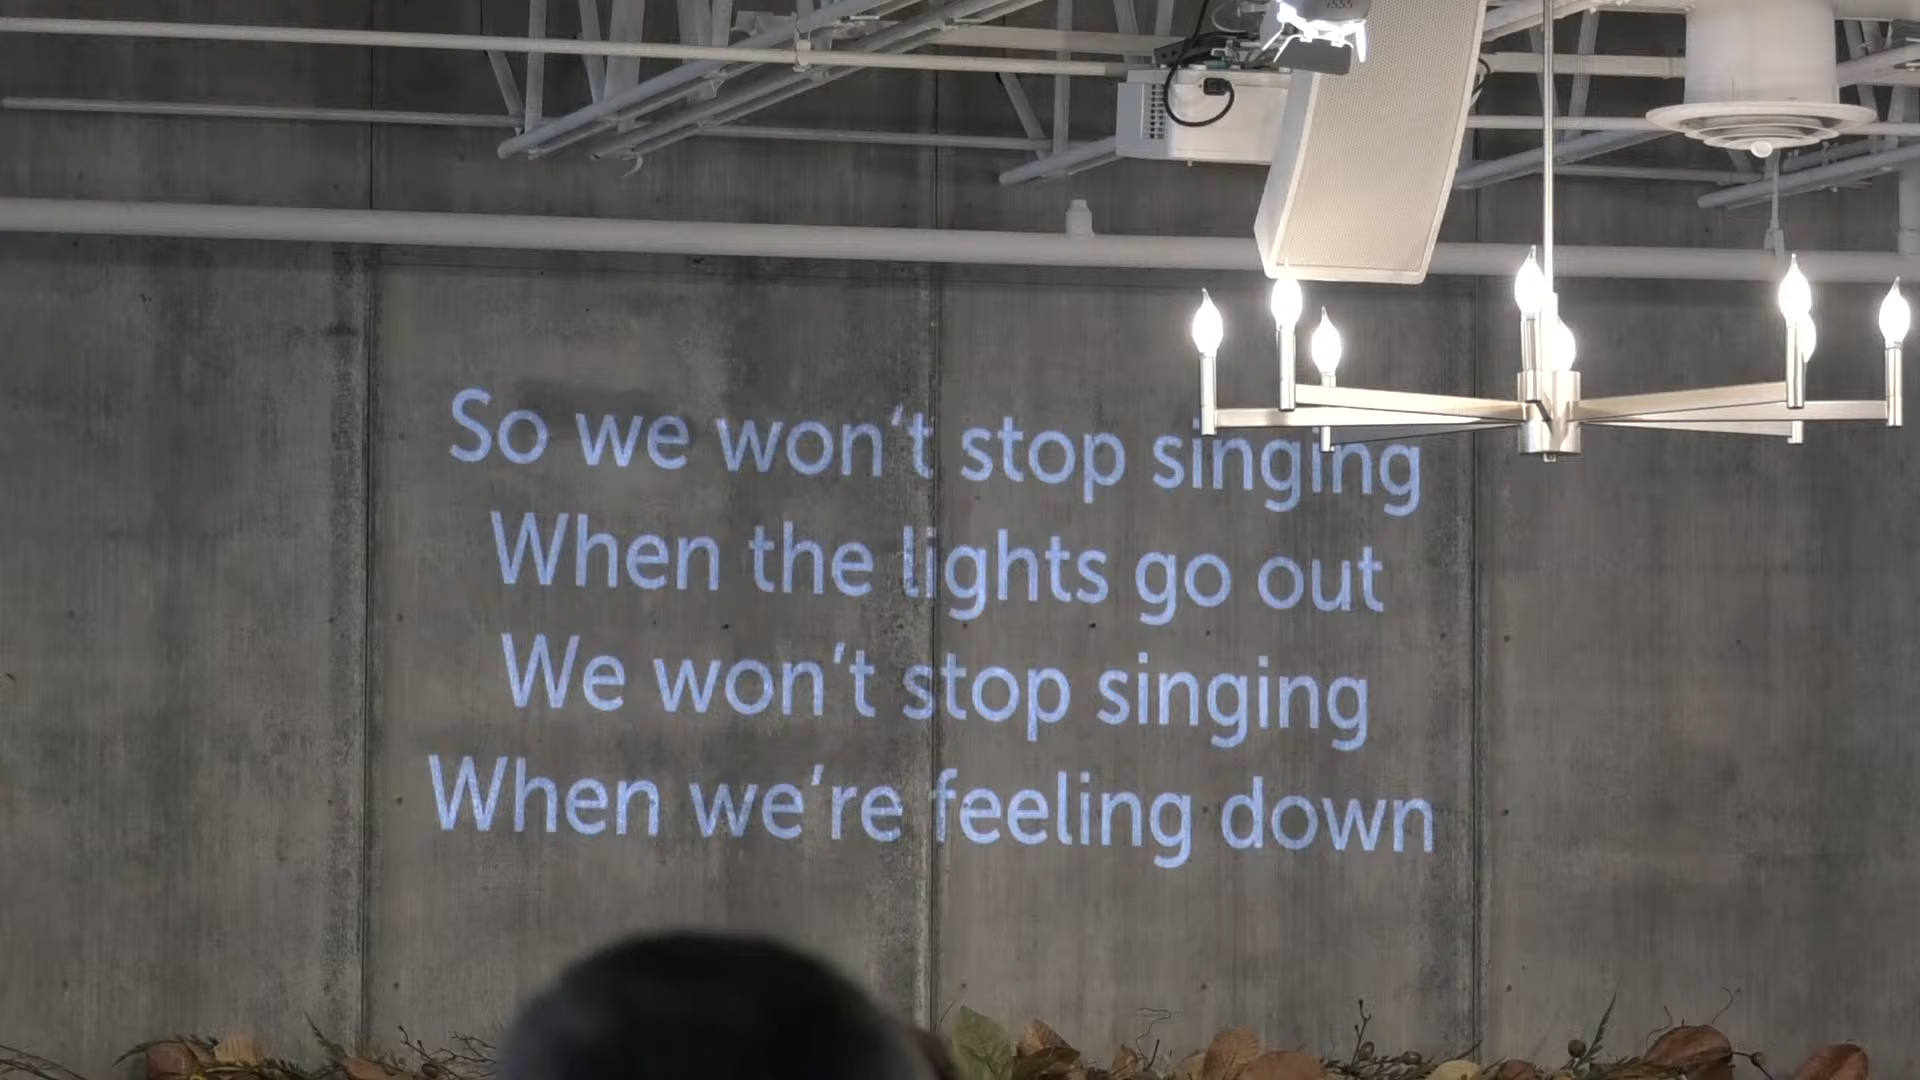 So we won't stop singing
When the lights go out
We won't stop singing
When we're feeling down